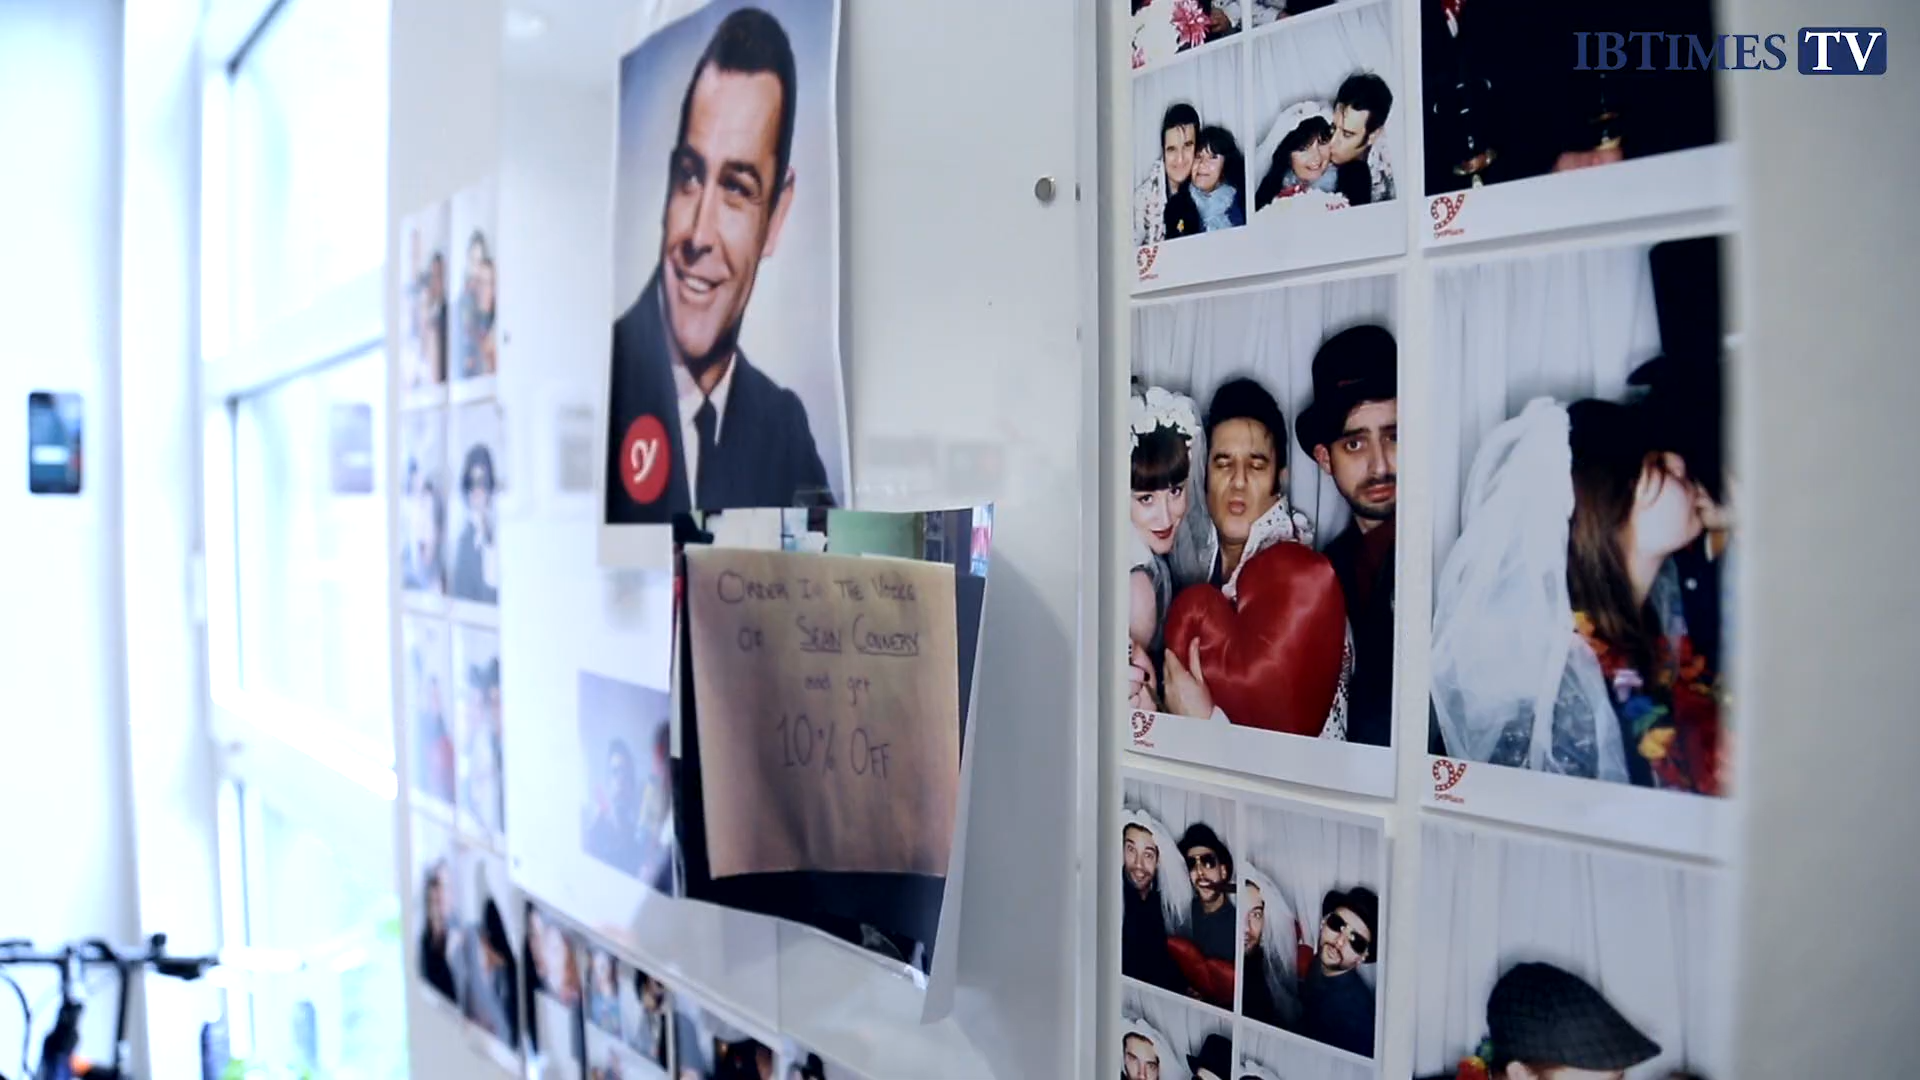 IBTIMES TV
ORDER IN THE VOICE
OF SEAN CONNERY
and get
10% OFF